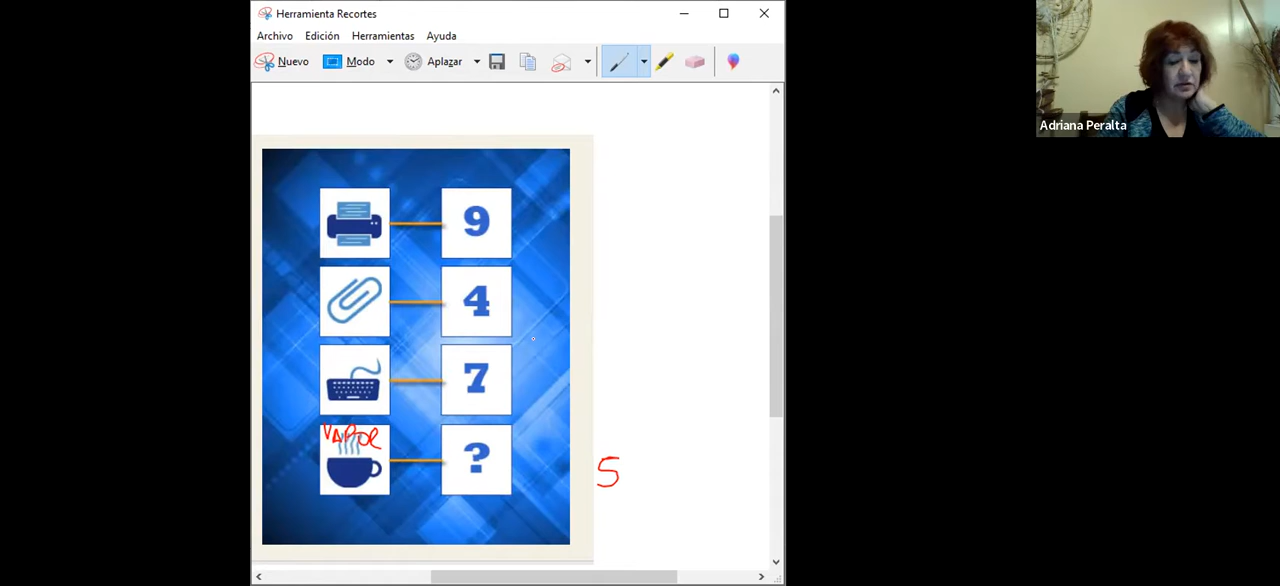 Herramienta Recortes
Archivo Edición Herramientas Ayuda
Nuevo Modo Aplazar
Adriana Peralta
9
4
7
VAPOR
?
5